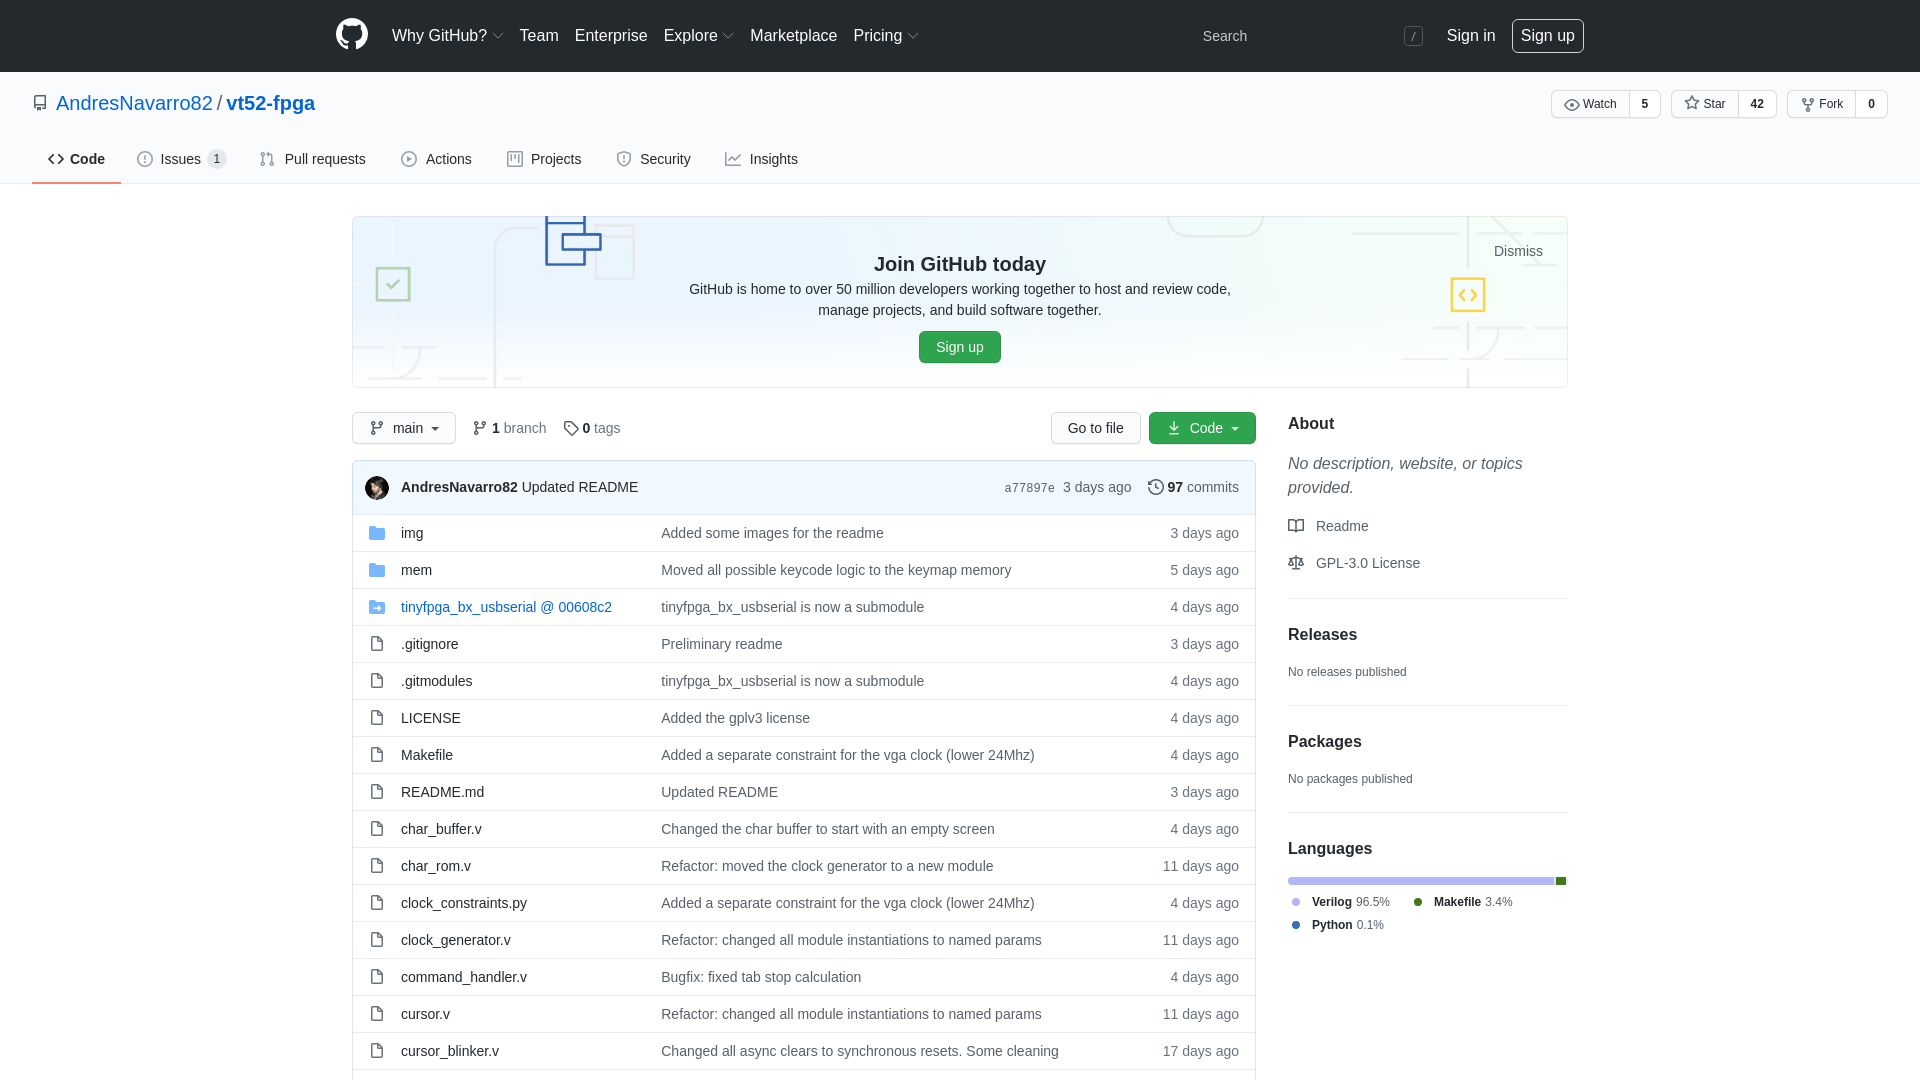 Why GitHub? Team Enterprise Explore Marketplace Pricing Search / Sign in Sign up
AndresNavarro82 / vt52-fpga Watch 5 Star 42 Fork 0
Code Issues 1 Pull requests Actions Projects Security Insights
Dismiss
Join GitHub today
GitHub is home to over 50 million developers working together to host and review code,
manage projects, and build software together.
Sign up
main 1 branch 0 tags Go to file Code
AndresNavarro82 Updated README a77897e 3 days ago 97 commits
img Added some images for the readme 3 days ago
mem Moved all possible keycode logic to the keymap memory 5 days ago
tinyfpga_bx_usbserial @ 00608c2 tinyfpga_bx_usbserial is now a submodule 4 days ago
.gitignore Preliminary readme 3 days ago
.gitmodules tinyfpga_bx_usbserial is now a submodule 4 days ago
LICENSE Added the gplv3 license 4 days ago
Makefile Added a separate constraint for the vga clock (lower 24Mhz) 4 days ago
README.md Updated README 3 days ago
char_buffer.v Changed the char buffer to start with an empty screen 4 days ago
char_rom.v Refactor: moved the clock generator to a new module 11 days ago
clock_constraints.py Added a separate constraint for the vga clock (lower 24Mhz) 4 days ago
clock_generator.v Refactor: changed all module instantiations to named params 11 days ago
command_handler.v Bugfix: fixed tab stop calculation 4 days ago
cursor.v Refactor: changed all module instantiations to named params 11 days ago
cursor_blinker.v Changed all async clears to synchronous resets. Some cleaning 17 days ago
About
No description, website, or topics
provided.
Readme
GPL-3.0 License
Releases
No releases published
Packages
No packages published
Languages
Verilog 96.5% Makefile 3.4%
Python 0.1%